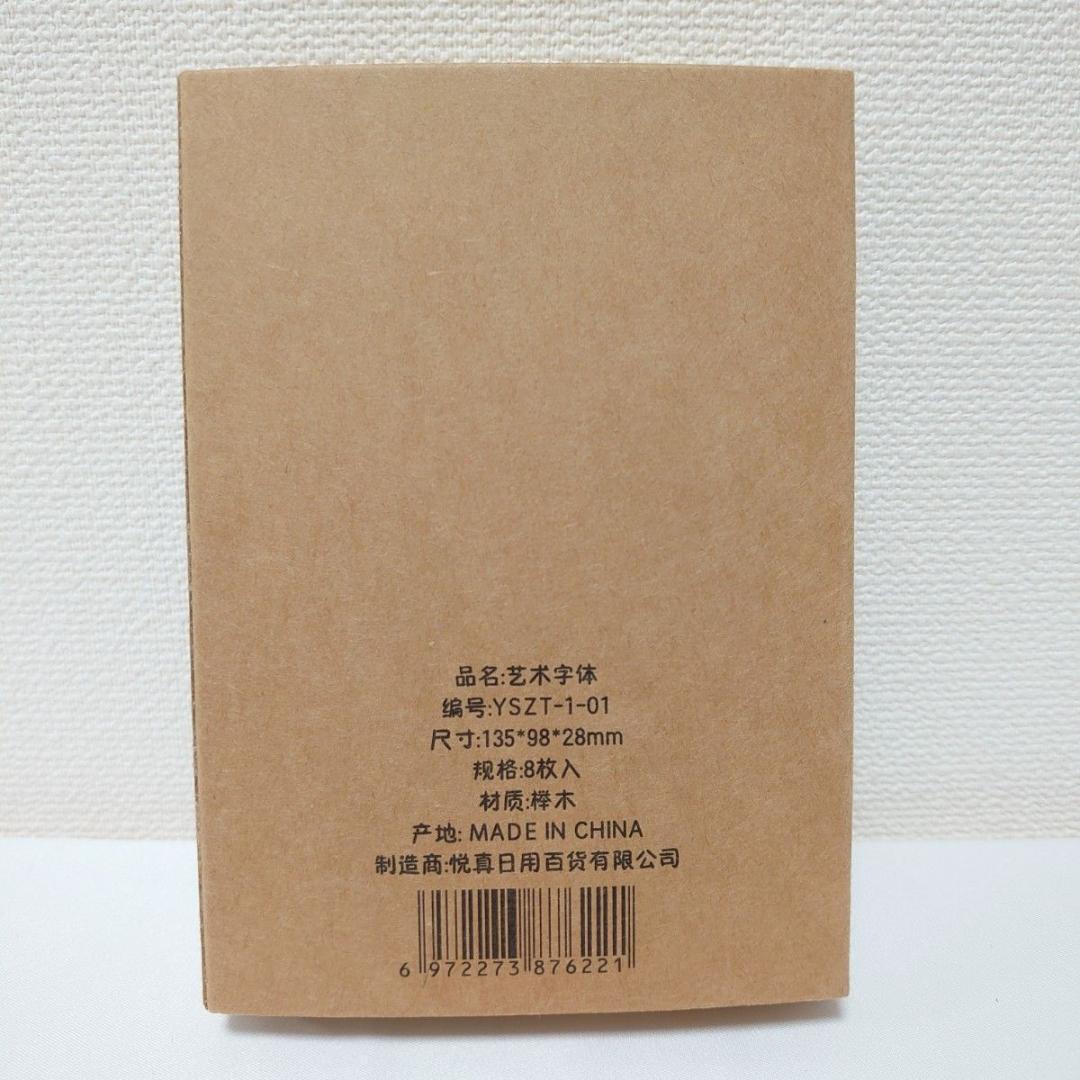 品名:艺术字体
编号:YSZT-1-01
尺寸:135*98*28mm
规格:8枚入
材质:榉木
产地: MADE IN CHINA
制造商:悦真日用百货有限公司
6 972273 876221